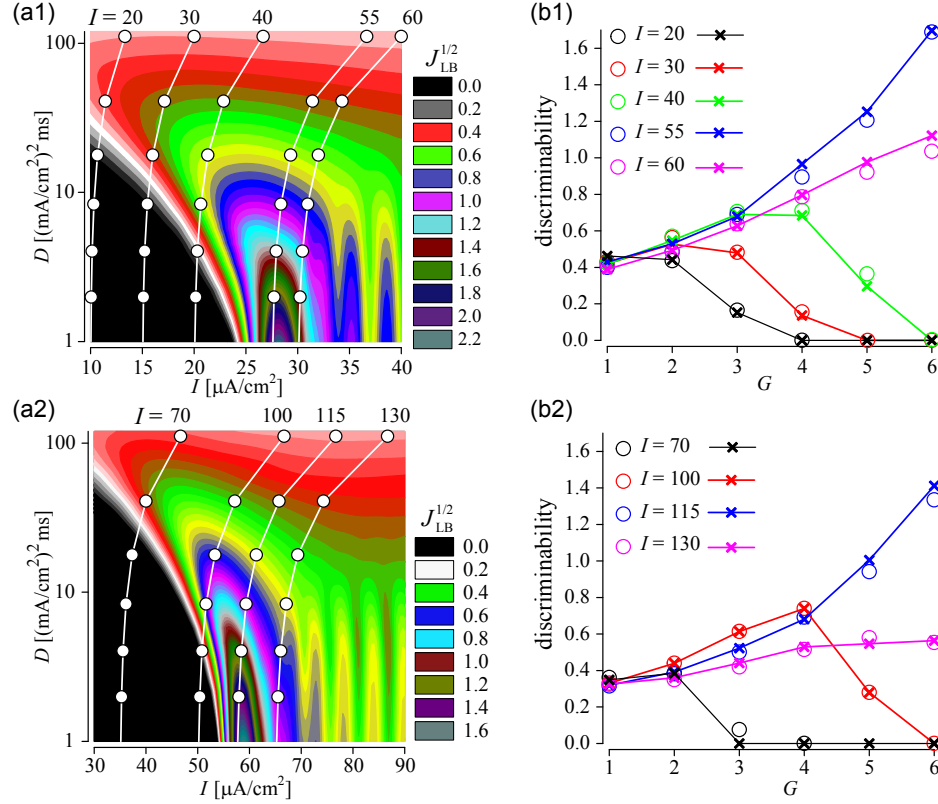 (a1)
I = 20 30 40 55 60
J_LB^1/2
0.0
0.2
0.4
0.6
0.8
1.0
1.2
1.4
1.6
1.8
2.0
2.2
100
10
1
D [(mA/cm²)² ms]
10 15 20 25 30 35 40
I [µA/cm²]
(b1)
I = 20
I = 30
I = 40
I = 55
I = 60
1.6
1.4
1.2
1.0
0.8
0.6
0.4
0.2
0.0
discriminability
1 2 3 4 5 6
G
(a2)
I = 70 100 115 130
J_LB^1/2
0.0
0.2
0.4
0.6
0.8
1.0
1.2
1.4
1.6
100
10
1
D [(mA/cm²)² ms]
30 40 50 60 70 80 90
I [µA/cm²]
(b2)
I = 70
I = 100
I = 115
I = 130
1.6
1.4
1.2
1.0
0.8
0.6
0.4
0.2
0.0
discriminability
1 2 3 4 5 6
G